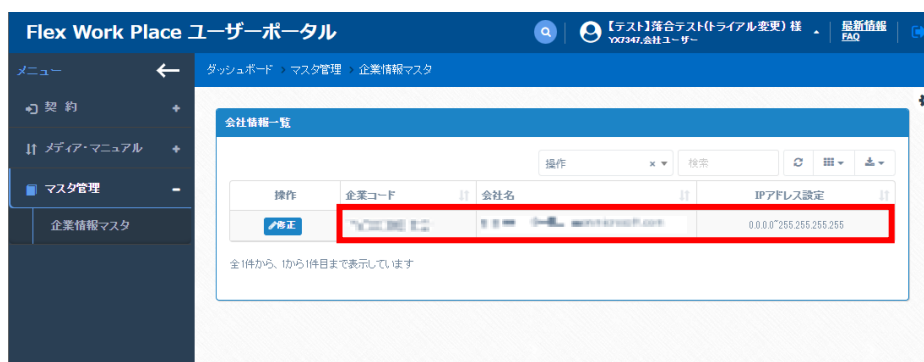 Flex Work Place ユーザーポータル
【テスト】落合テスト(トライアル変更) 様
YX7347,会社ユーザー
最新情報
FAQ
メニュー
ダッシュボード マスタ管理 企業情報マスタ
契 約 +
メディア・マニュアル +
マスタ管理 -
企業情報マスタ
会社情報一覧
操作 × 検索
操作 企業コード 会社名 IPアドレス設定
修正 0.0.0.0~255.255.255.255
全1件から、1から1件目まで表示しています